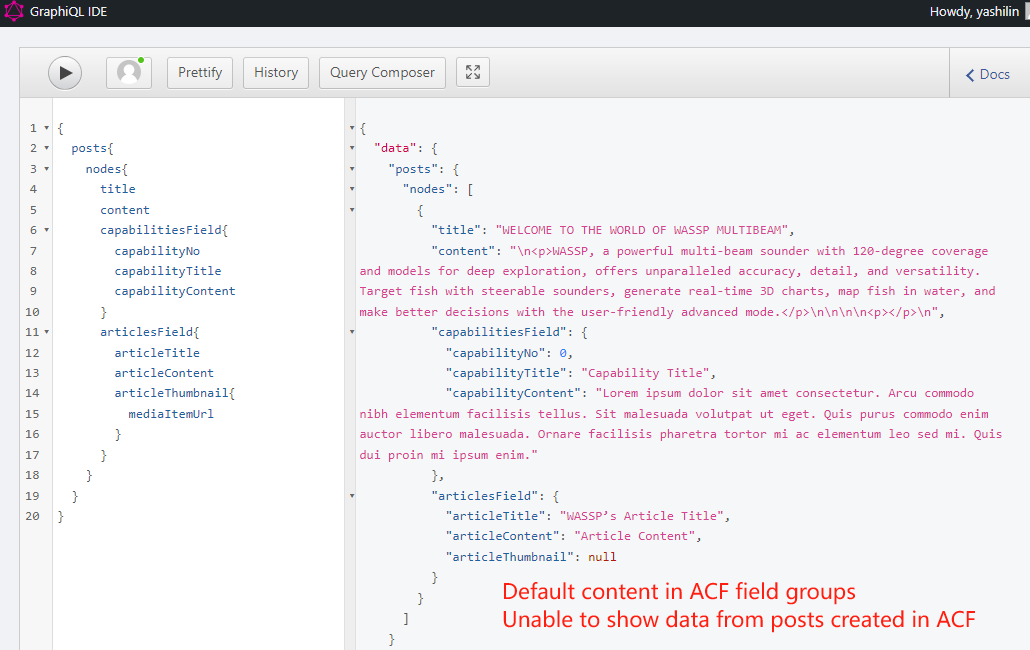 GraphiQL IDE
Howdy, yashilin
Prettify
History
Query Composer
Docs
1 {
2 posts{
3 nodes{
4 title
5 content
6 capabilitiesField{
7 capabilityNo
8 capabilityTitle
9 capabilityContent
10 }
11 articlesField{
12 articleTitle
13 articleContent
14 articleThumbnail{
15 mediaItemUrl
16 }
17 }
18 }
19 }
20 }
{
"data": {
"posts": {
"nodes": [
{
"title": "WELCOME TO THE WORLD OF WASSP MULTIBEAM",
"content": "\n<p>WASSP, a powerful multi-beam sounder with 120-degree coverage
and models for deep exploration, offers unparalleled accuracy, detail, and versatility.
Target fish with steerable sounders, generate real-time 3D charts, map fish in water, and
make better decisions with the user-friendly advanced mode.</p>\n\n\n\n<p></p>\n",
"capabilitiesField": {
"capabilityNo": 0,
"capabilityTitle": "Capability Title",
"capabilityContent": "Lorem ipsum dolor sit amet consectetur. Arcu commodo
nibh elementum facilisis tellus. Sit malesuada volutpat ut eget. Quis purus commodo enim
auctor libero malesuada. Ornare facilisis pharetra tortor mi ac elementum leo sed mi. Quis
dui proin mi ipsum enim."
},
"articlesField": {
"articleTitle": "WASSP’s Article Title",
"articleContent": "Article Content",
"articleThumbnail": null
}
}
]
}
Default content in ACF field groups
Unable to show data from posts created in ACF